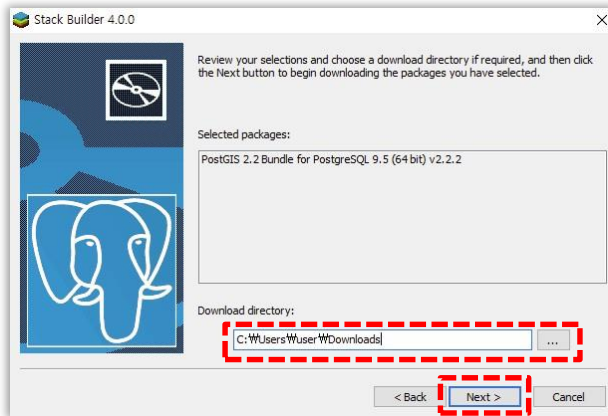 Stack Builder 4.0.0
Review your selections and choose a download directory if required, and then click
the Next button to begin downloading the packages you have selected.
Selected packages:
PostGIS 2.2 Bundle for PostgreSQL 9.5 (64 bit) v2.2.2
Download directory:
C:₩Users₩user₩Downloads
...
< Back
Next >
Cancel